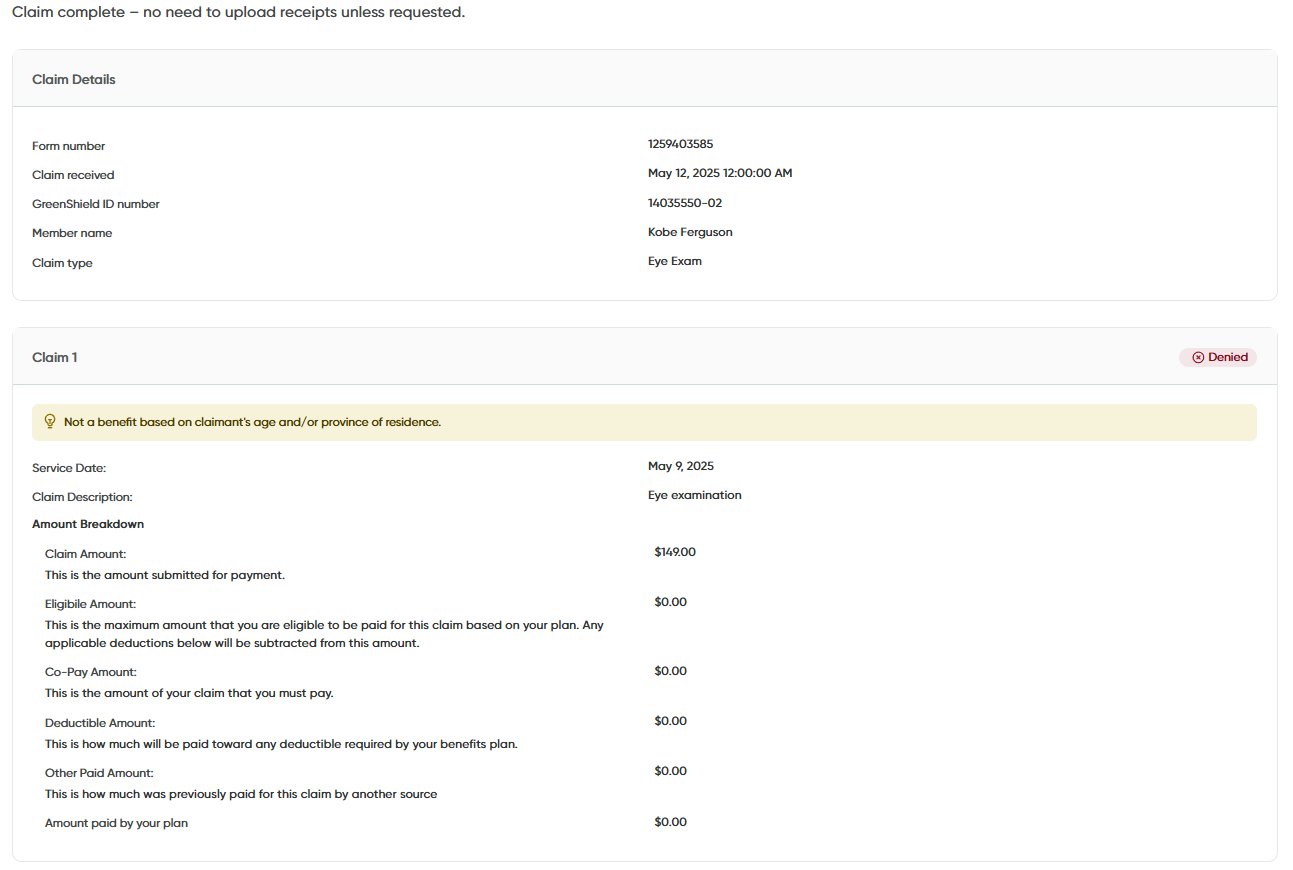 Claim complete – no need to upload receipts unless requested.
Claim Details
Form number 1259403585
Claim received May 12, 2025 12:00:00 AM
GreenShield ID number 14035550-02
Member name Kobe Ferguson
Claim type Eye Exam
Claim 1 Denied
Not a benefit based on claimant's age and/or province of residence.
Service Date: May 9, 2025
Claim Description: Eye examination
Amount Breakdown
Claim Amount: $149.00
This is the amount submitted for payment.
Eligibile Amount: $0.00
This is the maximum amount that you are eligible to be paid for this claim based on your plan. Any
applicable deductions below will be subtracted from this amount.
Co-Pay Amount: $0.00
This is the amount of your claim that you must pay.
Deductible Amount: $0.00
This is how much will be paid toward any deductible required by your benefits plan.
Other Paid Amount: $0.00
This is how much was previously paid for this claim by another source
Amount paid by your plan $0.00